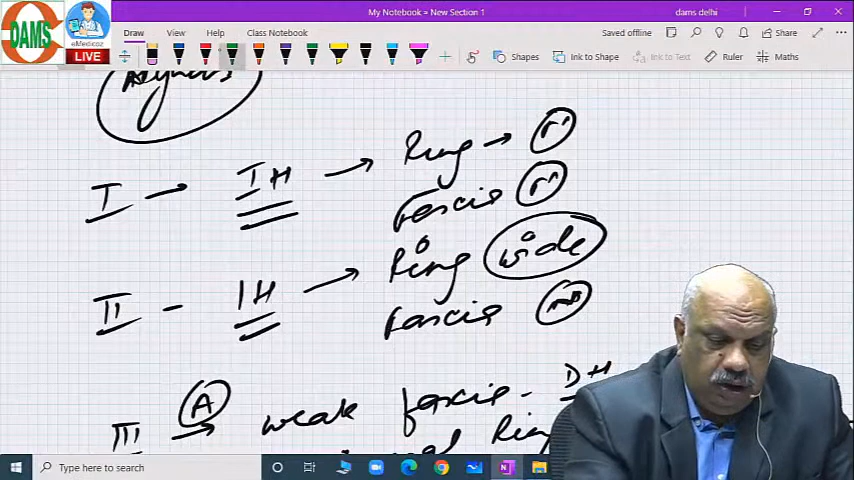 DAMS
eMedicoz
LIVE
My Notebook » New Section 1
dams delhi
Draw
View
Help
Class Notebook
Saved offline
Share
Shapes
Ink to Shape
Ink to Text
Ruler
Maths
I → IH → Ring → N
Fascia N
II - IH → Ring wide
Fascia N
III A → weak fascia - DH
Ring
Type here to search